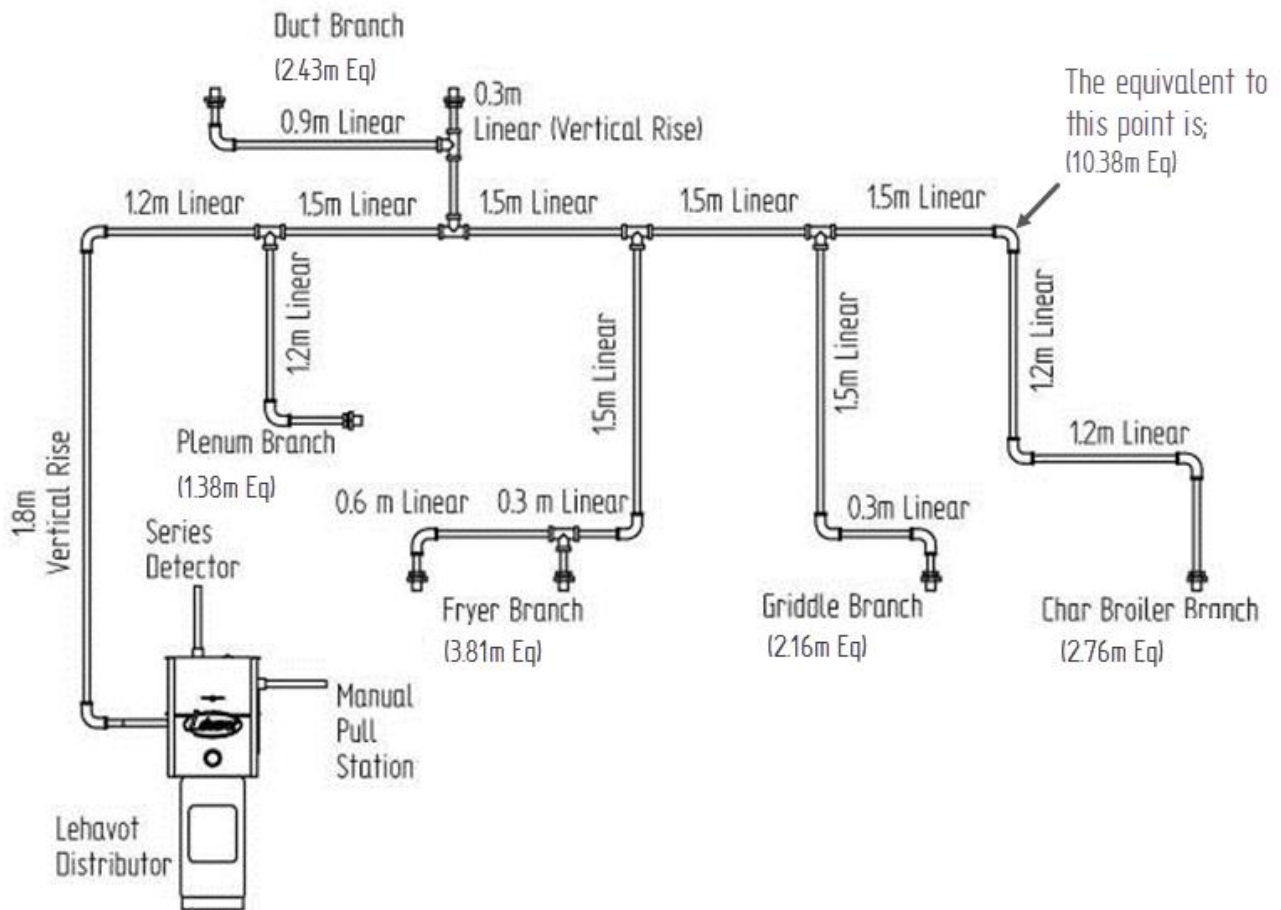 Duct Branch
(2.43m Eq)
0.3m
Linear (Vertical Rise)
0.9m Linear
The equivalent to
this point is;
(10.38m Eq)
1.2m Linear
1.5m Linear
1.5m Linear
1.5m Linear
1.5m Linear
1.2m Linear
1.5m Linear
1.5m Linear
1.2m Linear
1.2m Linear
Plenum Branch
(1.38m Eq)
1.8m
Vertical Rise
0.6 m Linear
0.3 m Linear
0.3m Linear
Series
Detector
Fryer Branch
(3.81m Eq)
Griddle Branch
(2.16m Eq)
Char Broiler Branch
(2.76m Eq)
Manual
Pull
Station
Lehavot
Distributor